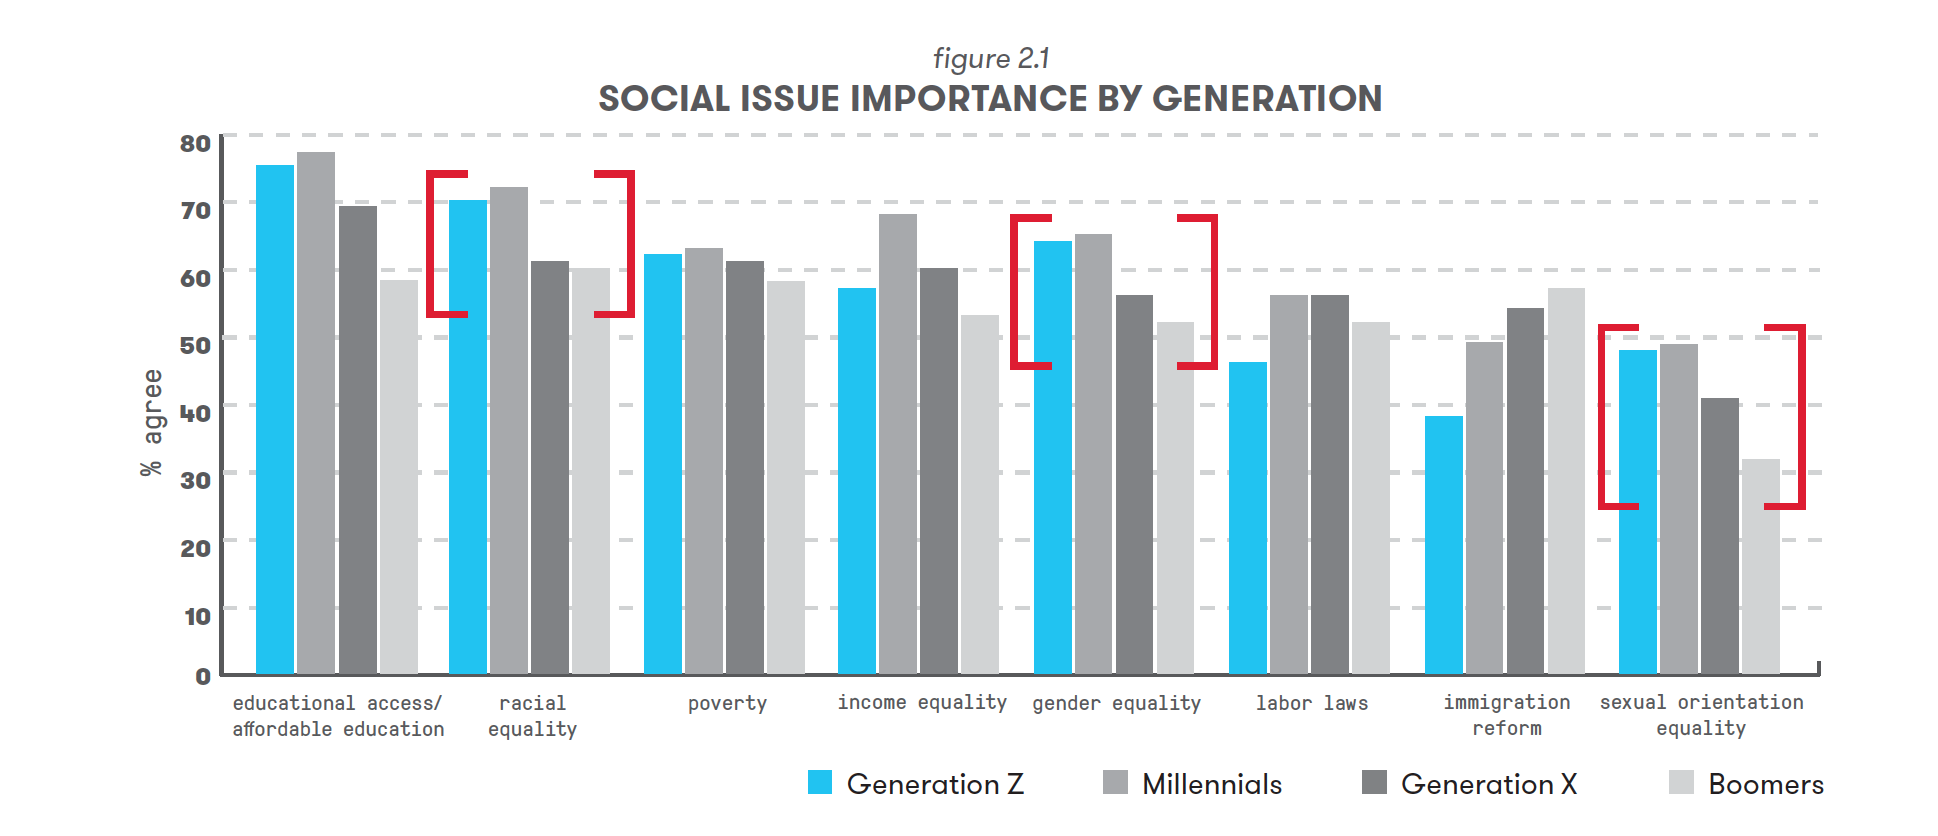 figure 2.1
SOCIAL ISSUE IMPORTANCE BY GENERATION
80
70
60
50
40
30
20
10
0
% agree
educational access/
affordable education
racial
equality
poverty
income equality
gender equality
labor laws
immigration
reform
sexual orientation
equality
Generation Z
Millennials
Generation X
Boomers